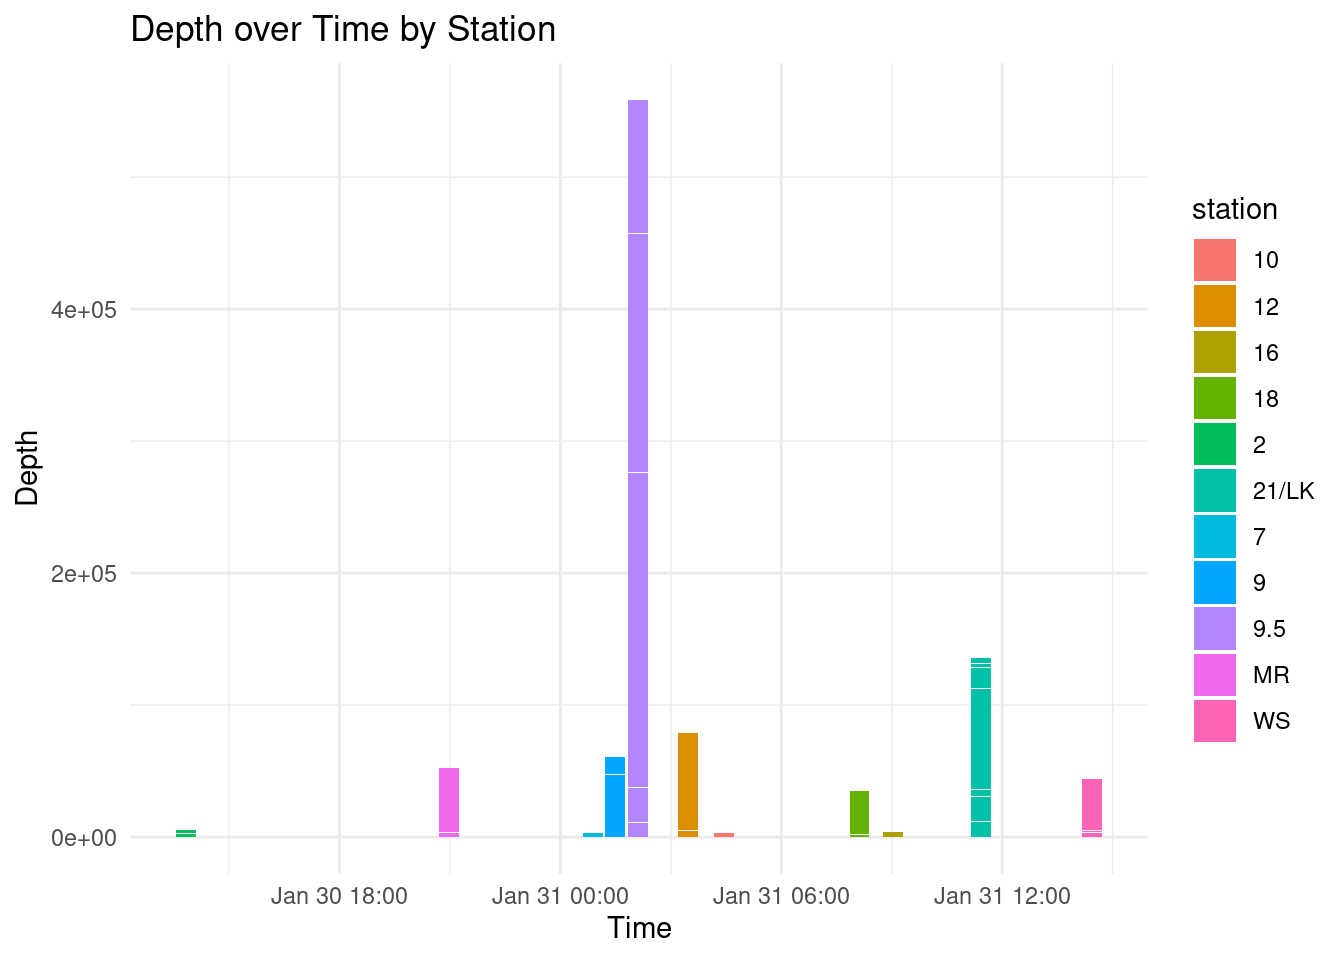 Depth over Time by Station
Depth
4e+05
2e+05
0e+00
Jan 30 18:00
Jan 31 00:00
Jan 31 06:00
Jan 31 12:00
Time
station
10
12
16
18
2
21/LK
7
9
9.5
MR
WS